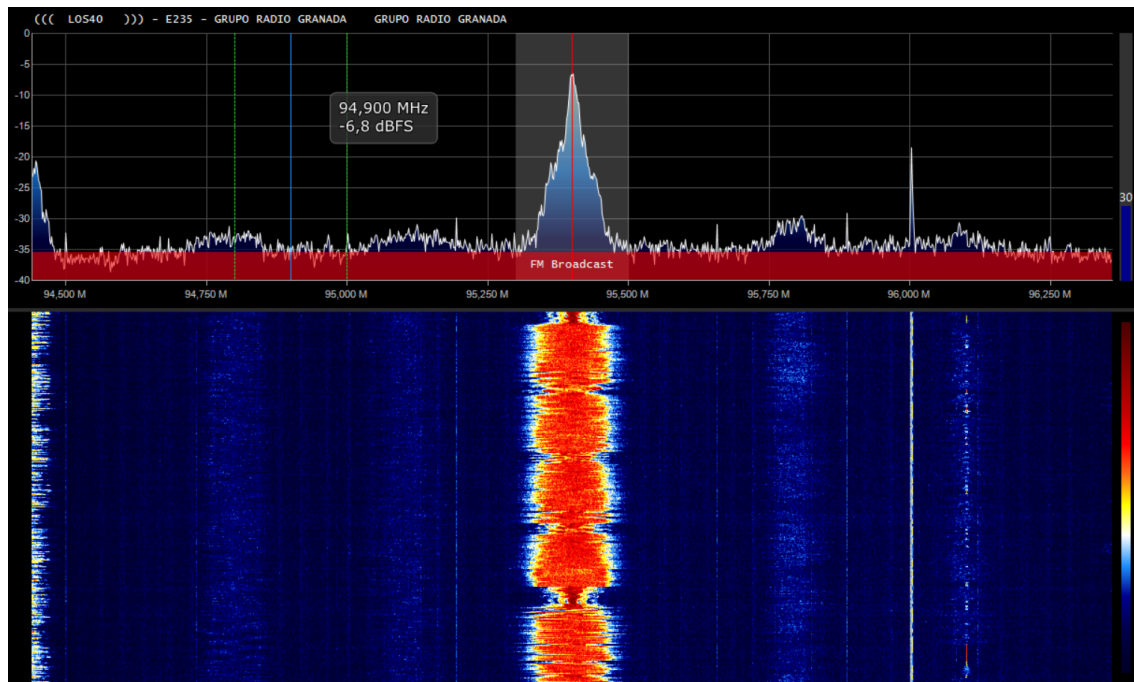 (((  LOS40  ))) - E235 - GRUPO RADIO GRANADA    GRUPO RADIO GRANADA
0
-5
-10
-15
-20
-25
-30
-35
-40
94,900 MHz
-6,8 dBFS
30
FM Broadcast
94,500 M 94,750 M 95,000 M 95,250 M 95,500 M 95,750 M 96,000 M 96,250 M